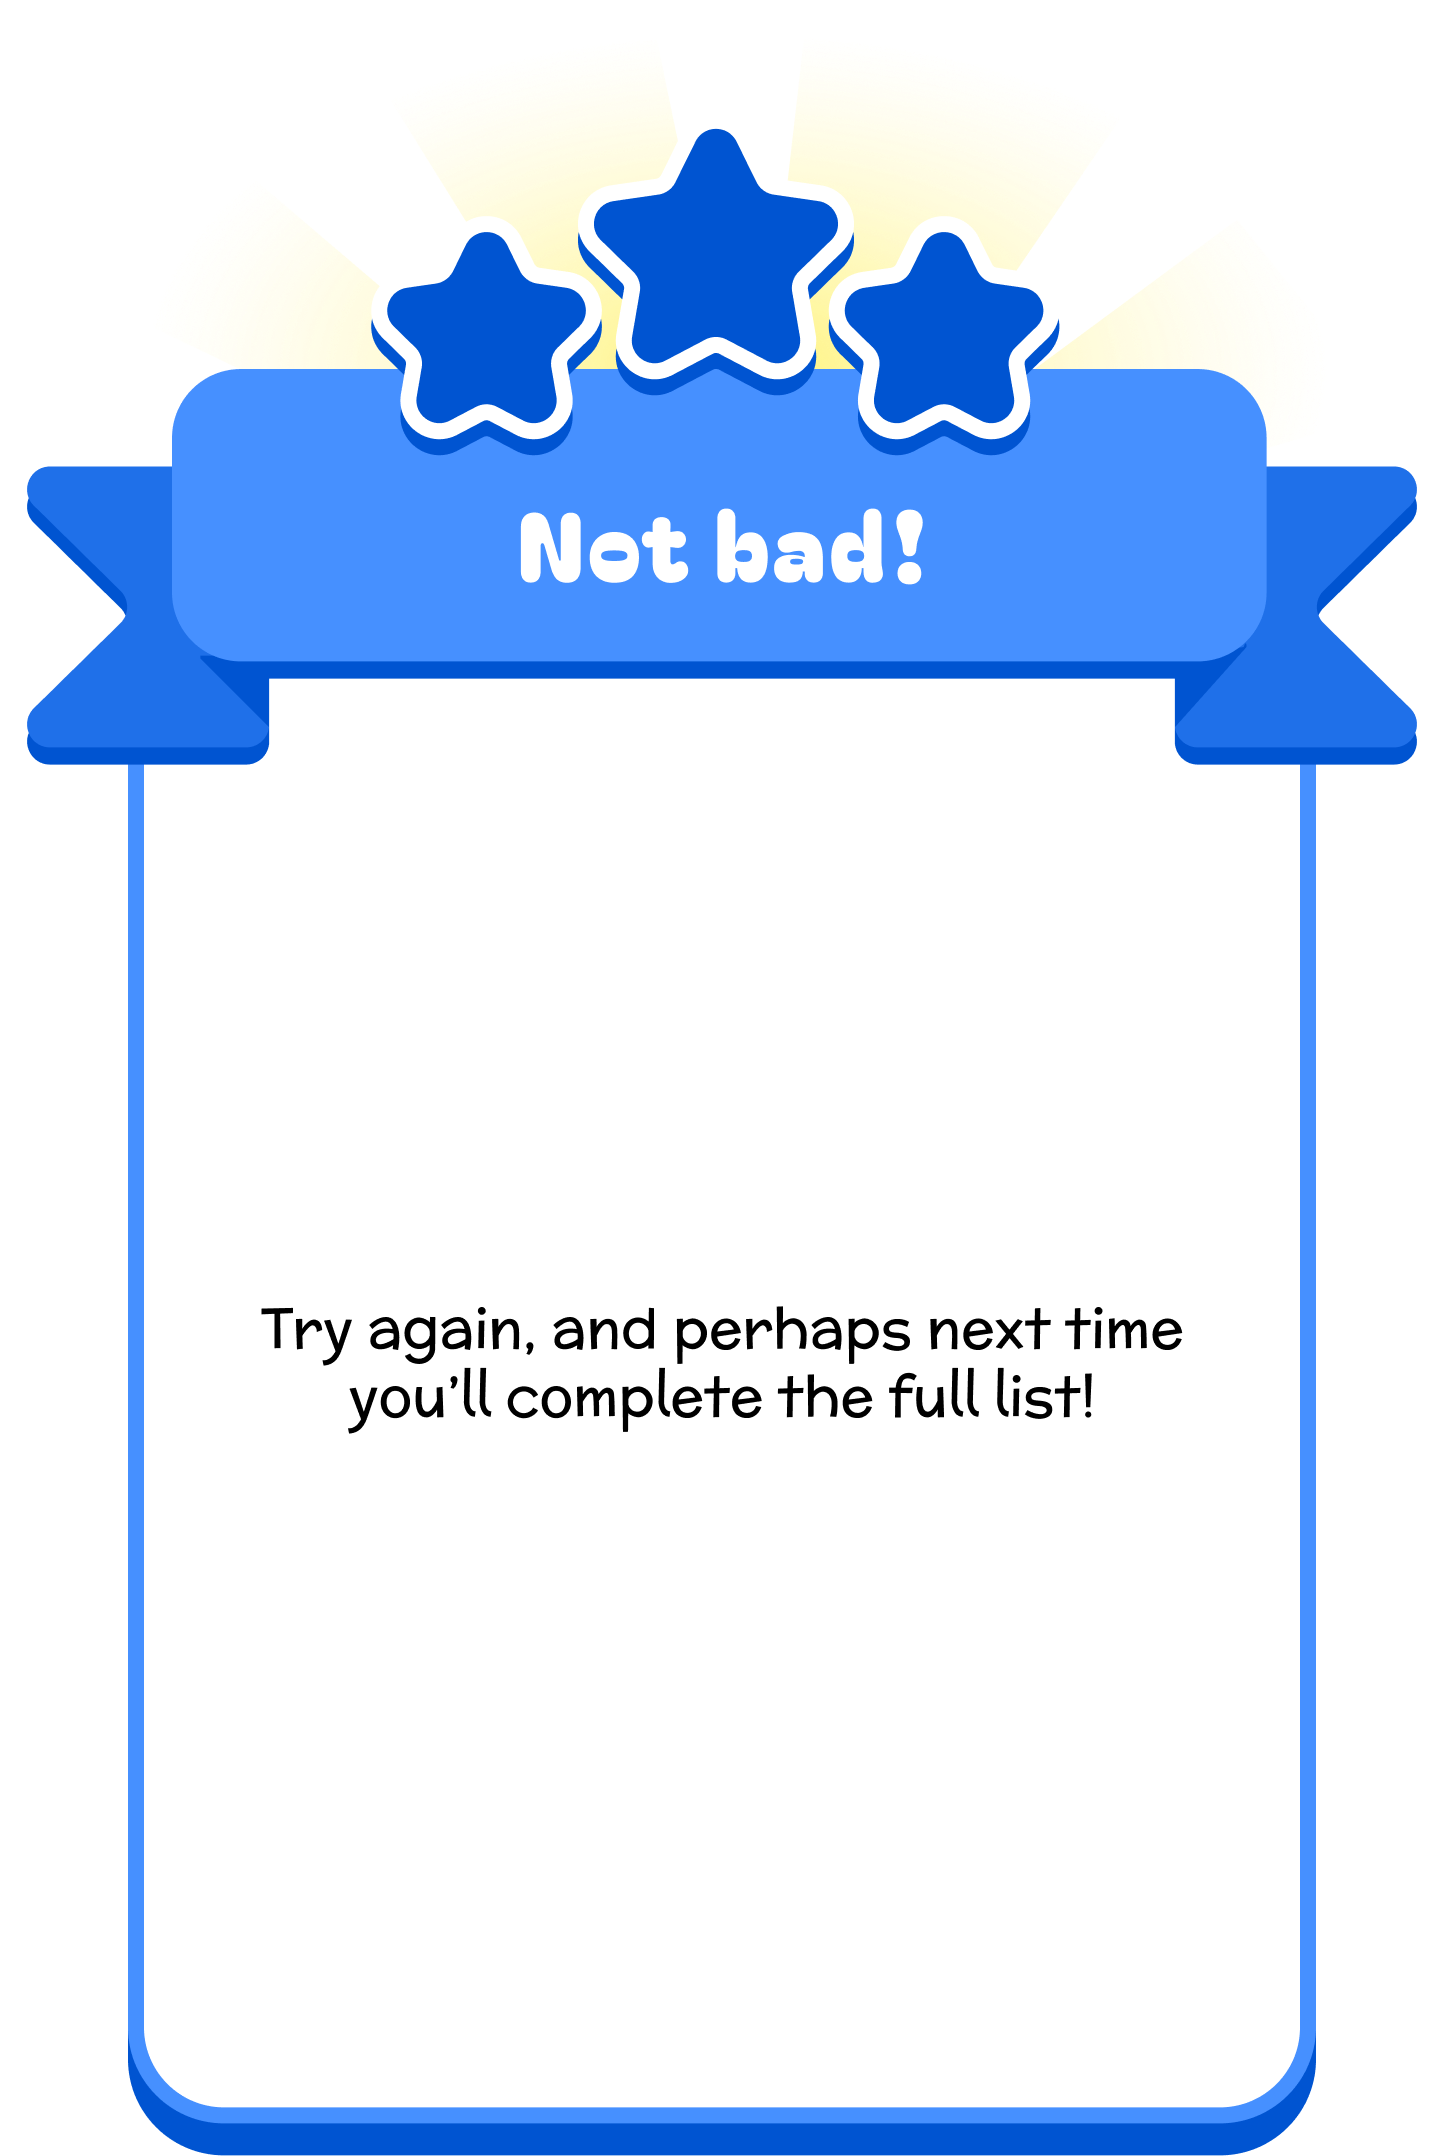 Not bad!
Try again, and perhaps next time
you’ll complete the full list!